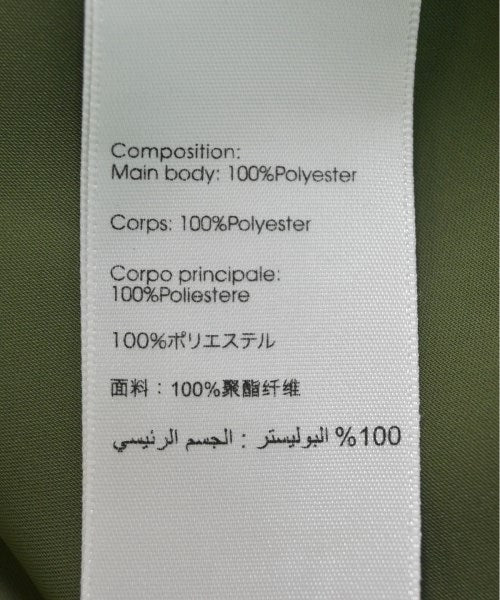 Composition:
Main body: 100%Polyester
Corps: 100%Polyester
Corpo principale:
100%Poliestere
100%ポリエステル
面料：100%聚酯纤维
%100 البوليستر : الجسم الرئيسي